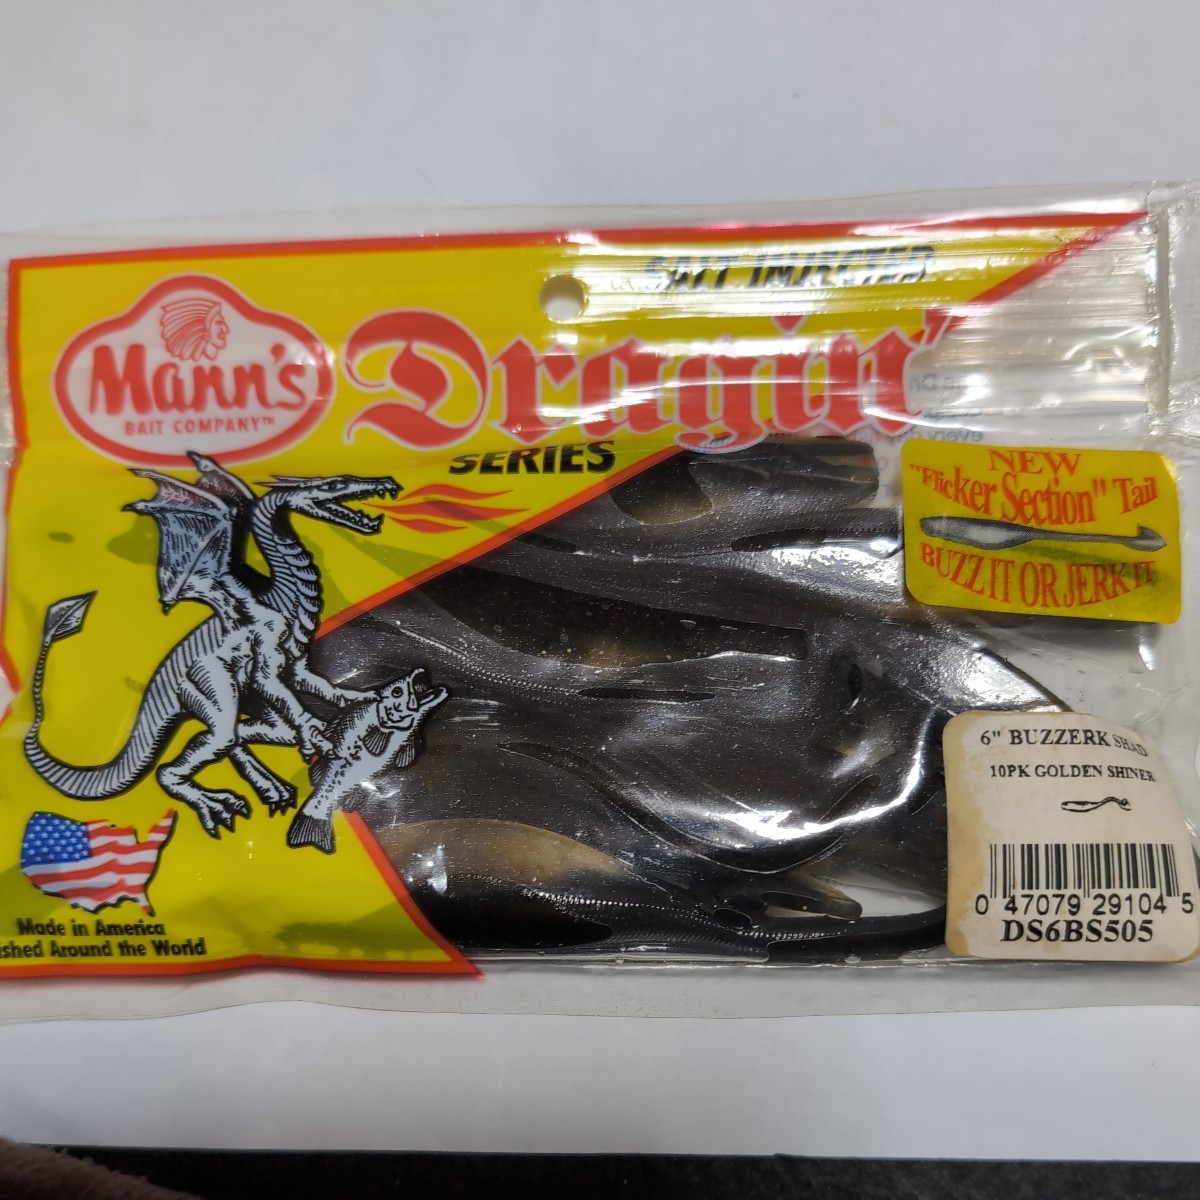 SALT INJECTED
Mann's
BAIT COMPANY™
Dragin'
SERIES
NEW
"Flicker Section" Tail
BUZZ IT OR JERK IT
6" BUZZERK SHAD
10PK GOLDEN SHINER
0 47079 29104 5
DS6BS505
Made in America
ished Around the World